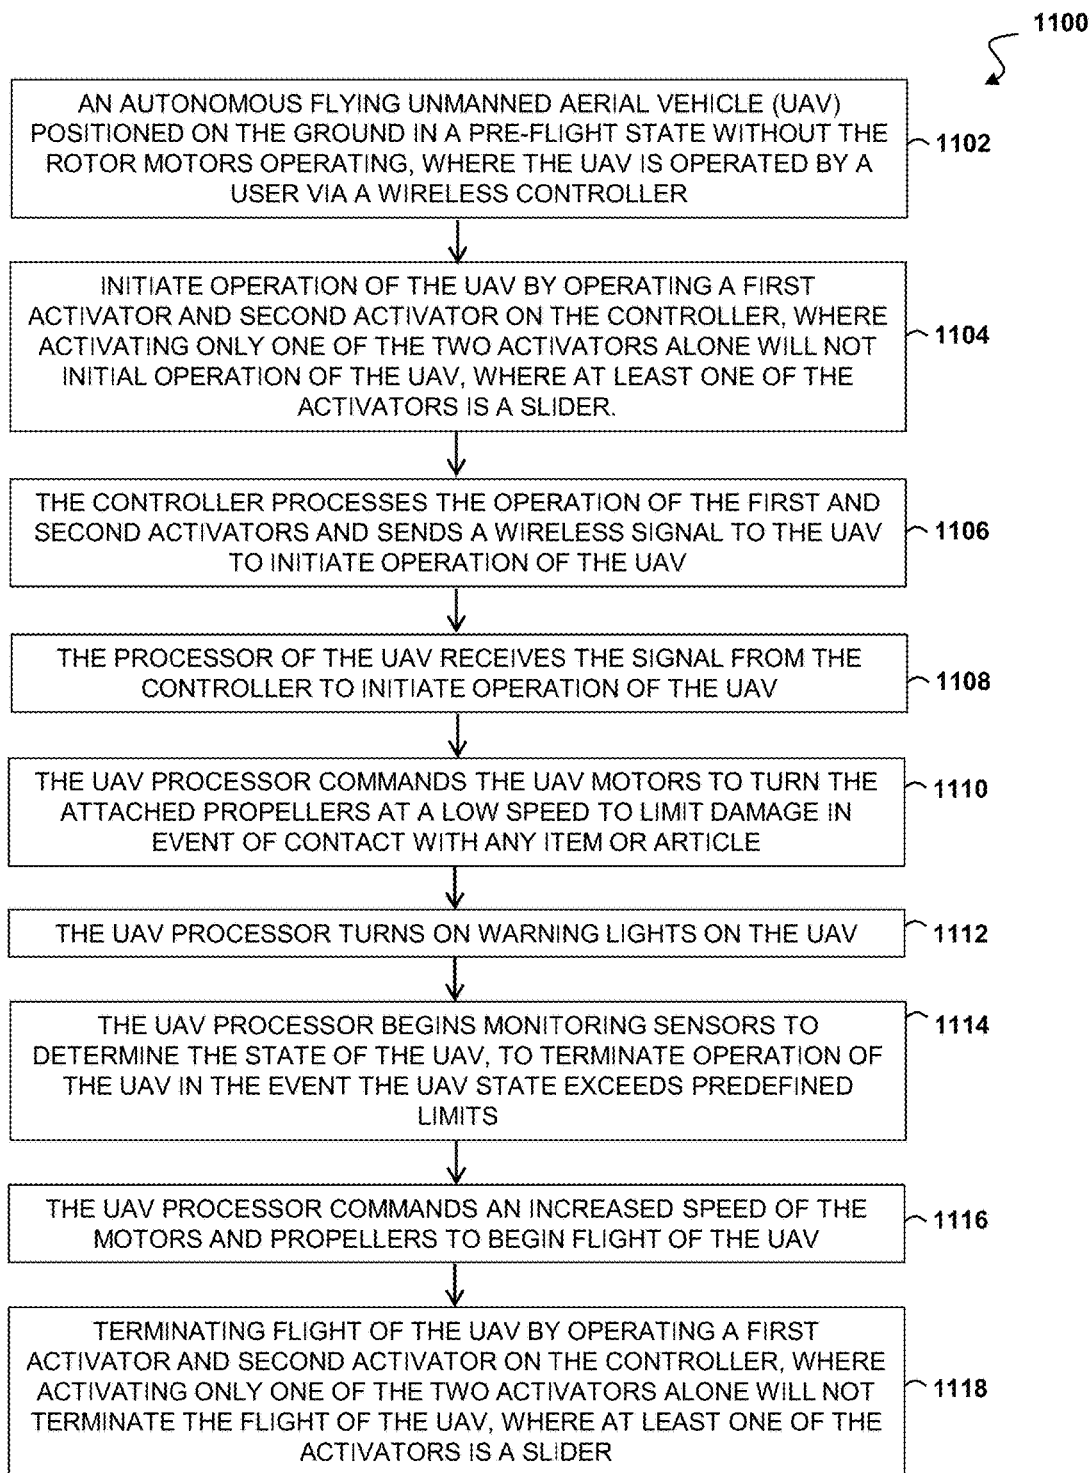 1100
AN AUTONOMOUS FLYING UNMANNED AERIAL VEHICLE (UAV)
POSITIONED ON THE GROUND IN A PRE-FLIGHT STATE WITHOUT THE
ROTOR MOTORS OPERATING, WHERE THE UAV IS OPERATED BY A
USER VIA A WIRELESS CONTROLLER
1102
INITIATE OPERATION OF THE UAV BY OPERATING A FIRST
ACTIVATOR AND SECOND ACTIVATOR ON THE CONTROLLER, WHERE
ACTIVATING ONLY ONE OF THE TWO ACTIVATORS ALONE WILL NOT
INITIAL OPERATION OF THE UAV, WHERE AT LEAST ONE OF THE
ACTIVATORS IS A SLIDER.
1104
THE CONTROLLER PROCESSES THE OPERATION OF THE FIRST AND
SECOND ACTIVATORS AND SENDS A WIRELESS SIGNAL TO THE UAV
TO INITIATE OPERATION OF THE UAV
1106
THE PROCESSOR OF THE UAV RECEIVES THE SIGNAL FROM THE
CONTROLLER TO INITIATE OPERATION OF THE UAV
1108
THE UAV PROCESSOR COMMANDS THE UAV MOTORS TO TURN THE
ATTACHED PROPELLERS AT A LOW SPEED TO LIMIT DAMAGE IN
EVENT OF CONTACT WITH ANY ITEM OR ARTICLE
1110
THE UAV PROCESSOR TURNS ON WARNING LIGHTS ON THE UAV
1112
THE UAV PROCESSOR BEGINS MONITORING SENSORS TO
DETERMINE THE STATE OF THE UAV, TO TERMINATE OPERATION OF
THE UAV IN THE EVENT THE UAV STATE EXCEEDS PREDEFINED
LIMITS
1114
THE UAV PROCESSOR COMMANDS AN INCREASED SPEED OF THE
MOTORS AND PROPELLERS TO BEGIN FLIGHT OF THE UAV
1116
TERMINATING FLIGHT OF THE UAV BY OPERATING A FIRST
ACTIVATOR AND SECOND ACTIVATOR ON THE CONTROLLER, WHERE
ACTIVATING ONLY ONE OF THE TWO ACTIVATORS ALONE WILL NOT
TERMINATE THE FLIGHT OF THE UAV, WHERE AT LEAST ONE OF THE
ACTIVATORS IS A SLIDER
1118